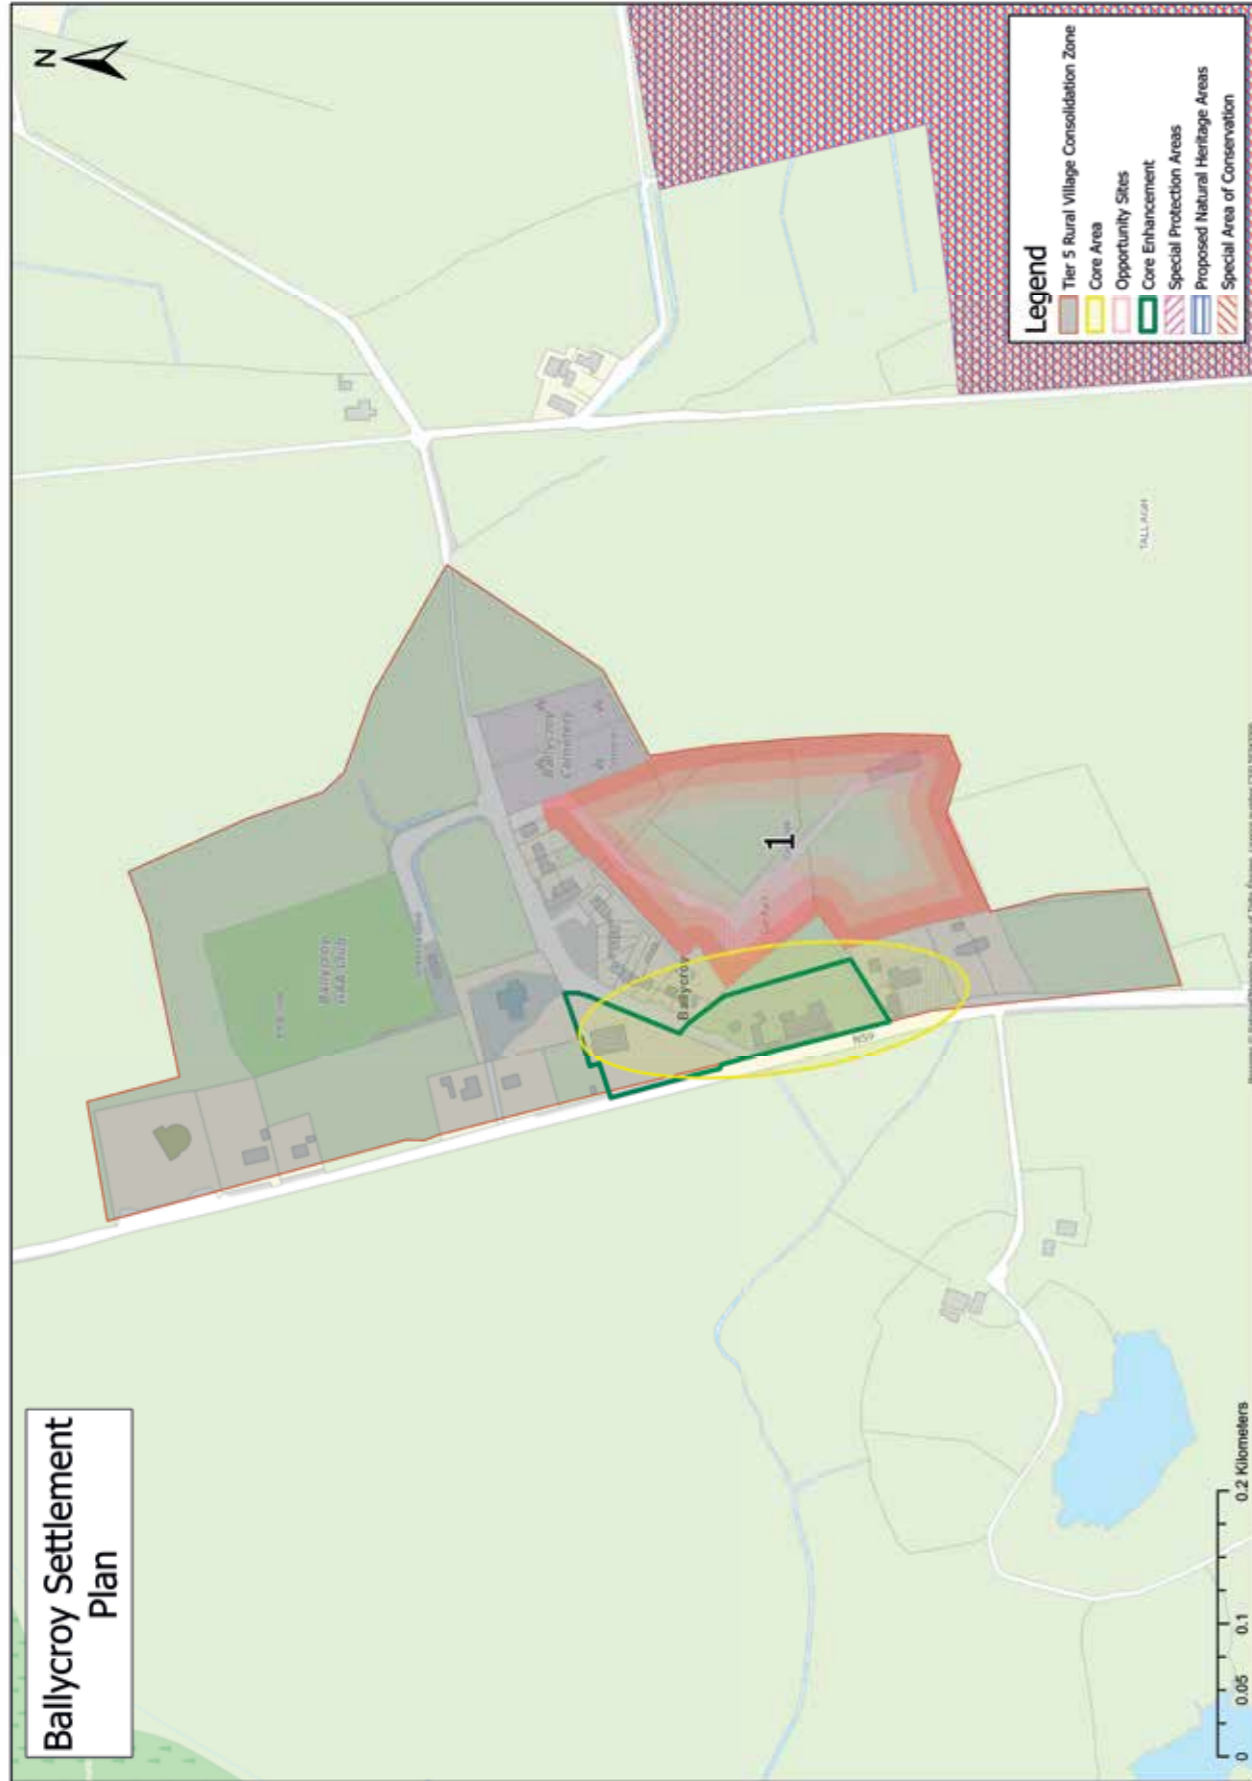 Ballycroy Settlement
Plan
N
Ballycroy
GAA Club
Ballycroy
Cemetery
Ballycroy
1
N59
TALLAGH
Legend
Tier 5 Rural Village Consolidation Zone
Core Area
Opportunity Sites
Core Enhancement
Special Protection Areas
Proposed Natural Heritage Areas
Special Area of Conservation
0 0.05 0.1 0.2 Kilometers